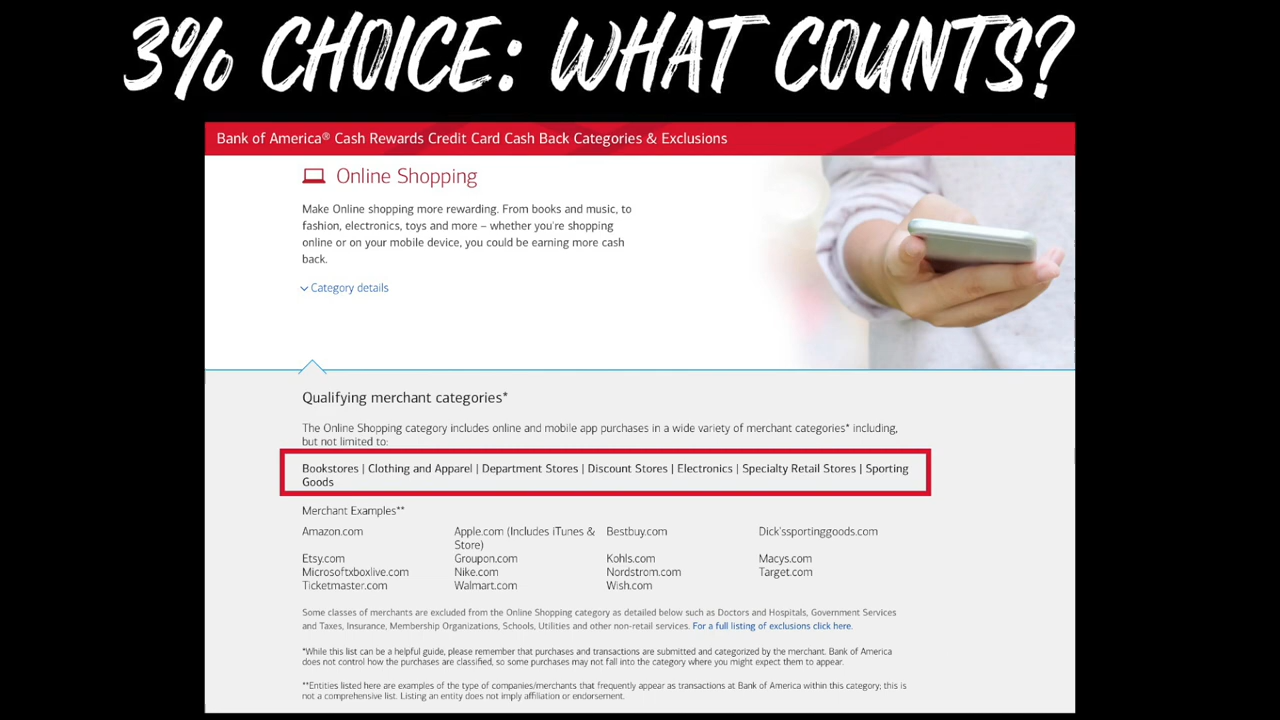 3% CHOICE: WHAT COUNTS?
Bank of America® Cash Rewards Credit Card Cash Back Categories & Exclusions
Online Shopping
Make Online shopping more rewarding. From books and music, to
fashion, electronics, toys and more – whether you're shopping
online or on your mobile device, you could be earning more cash
back.
Category details
Qualifying merchant categories*
The Online Shopping category includes online and mobile app purchases in a wide variety of merchant categories* including,
but not limited to:
Bookstores | Clothing and Apparel | Department Stores | Discount Stores | Electronics | Specialty Retail Stores | Sporting
Goods
Merchant Examples**
Amazon.com Apple.com (Includes iTunes & Bestbuy.com Dick'ssportinggoods.com
Store)
Etsy.com Groupon.com Kohls.com Macys.com
Microsoftxboxlive.com Nike.com Nordstrom.com Target.com
Ticketmaster.com Walmart.com Wish.com
Some classes of merchants are excluded from the Online Shopping category as detailed below such as Doctors and Hospitals, Government Services
and Taxes, Insurance, Membership Organizations, Schools, Utilities and other non-retail services. For a full listing of exclusions click here.
*While this list can be a helpful guide, please remember that purchases and transactions are submitted and categorized by the merchant. Bank of America
does not control how the purchases are classified, so some purchases may not fall into the category where you might expect them to appear.
**Entities listed here are examples of the type of companies/merchants that frequently appear as transactions at Bank of America within this category; this is
not a comprehensive list. Listing an entity does not imply affiliation or endorsement.